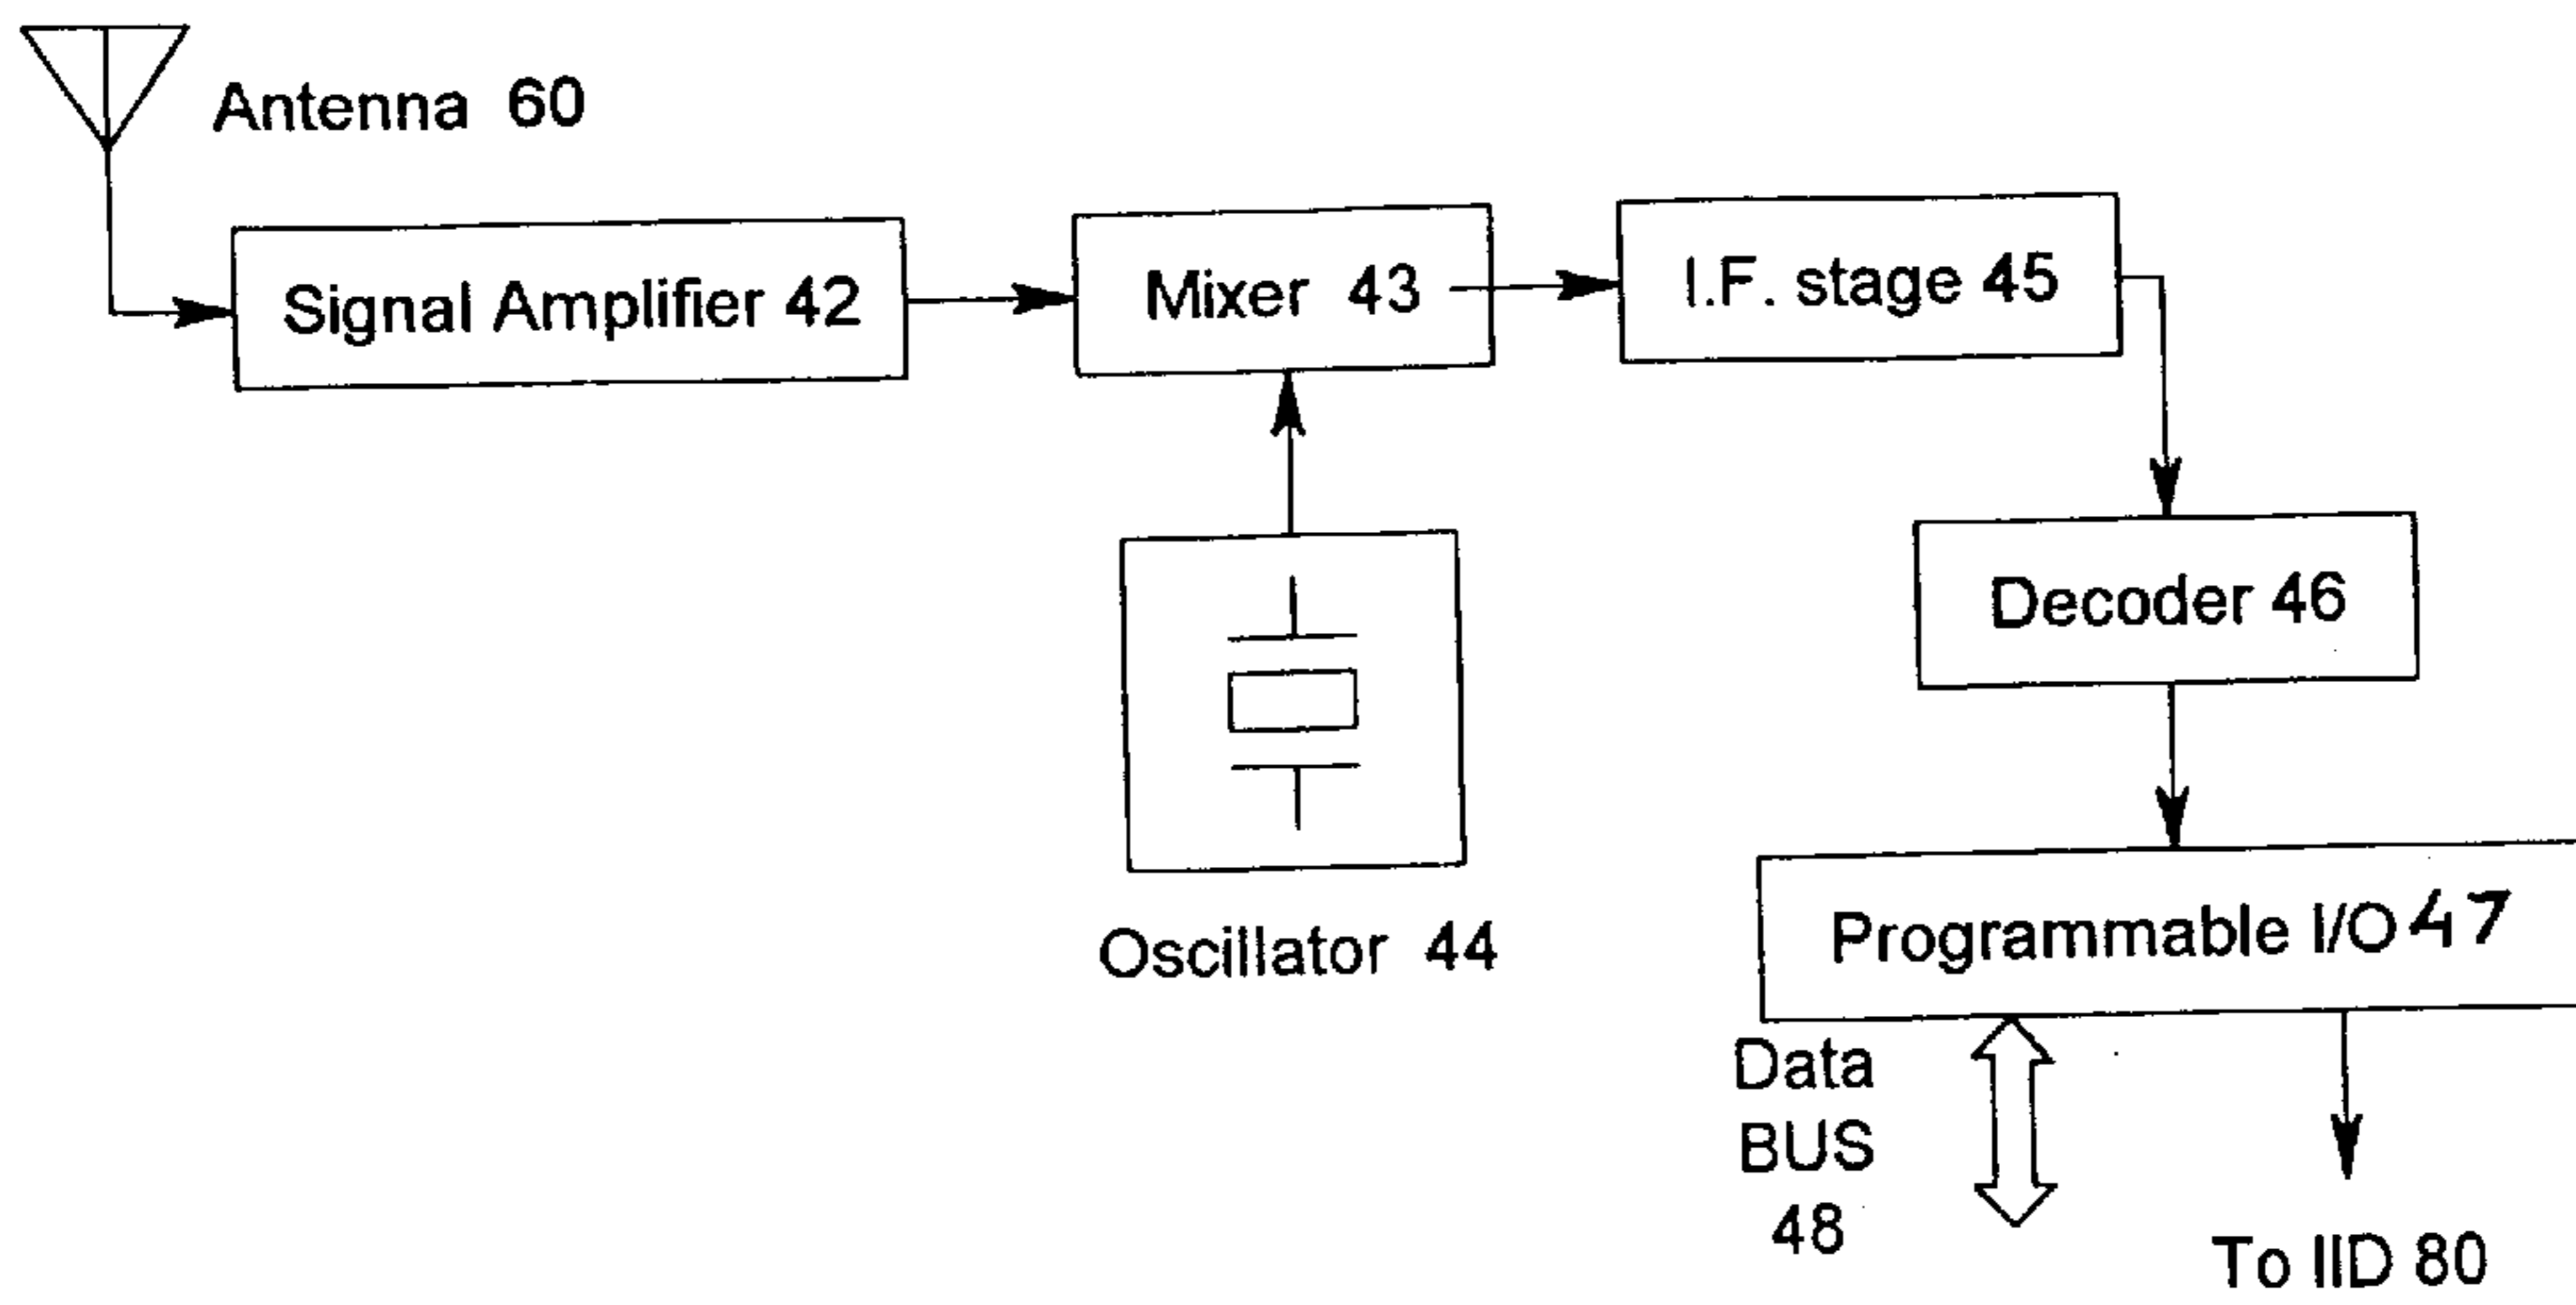 Antenna 60
Signal Amplifier 42
Mixer 43
I.F. stage 45
Decoder 46
Oscillator 44
Programmable I/O 47
Data
BUS
48
To IID 80